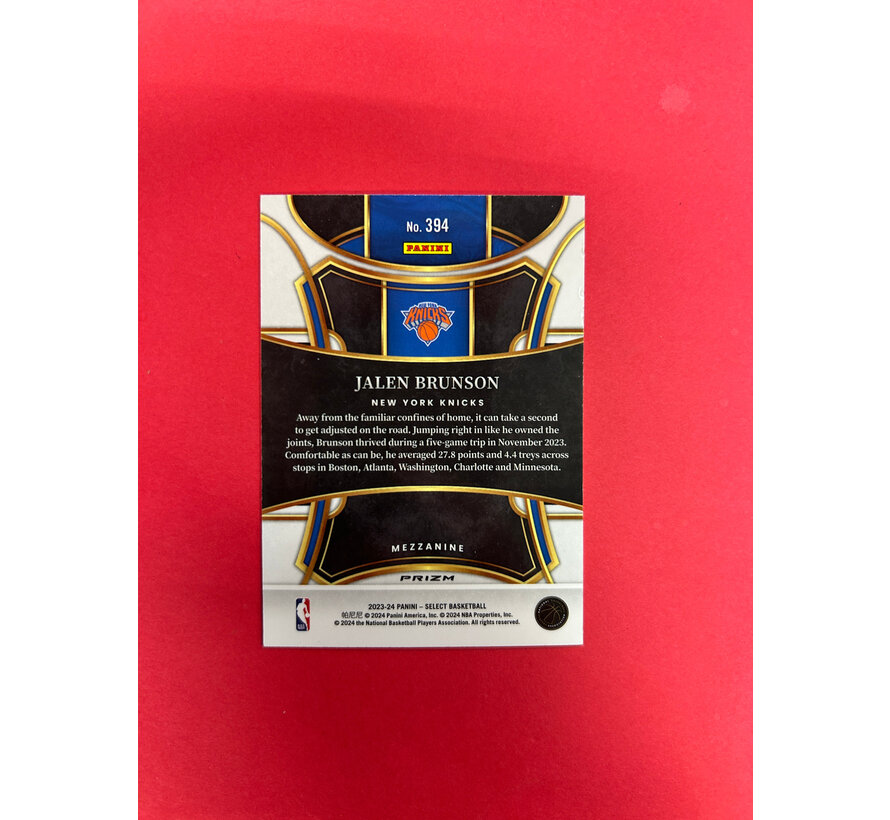 No. 394
PANINI
NEW YORK
KNICKS
JALEN BRUNSON
NEW YORK KNICKS
Away from the familiar confines of home, it can take a second
to get adjusted on the road. Jumping right in like he owned the
joints, Brunson thrived during a five-game trip in November 2023.
Comfortable as can be, he averaged 27.8 points and 4.4 treys across
stops in Boston, Atlanta, Washington, Charlotte and Minnesota.
MEZZANINE
PRIZM
2023-24 PANINI – SELECT BASKETBALL
帕尼尼 © 2024 Panini America, Inc. © 2024 NBA Properties, Inc.
© 2024 the National Basketball Players Association. All rights reserved.